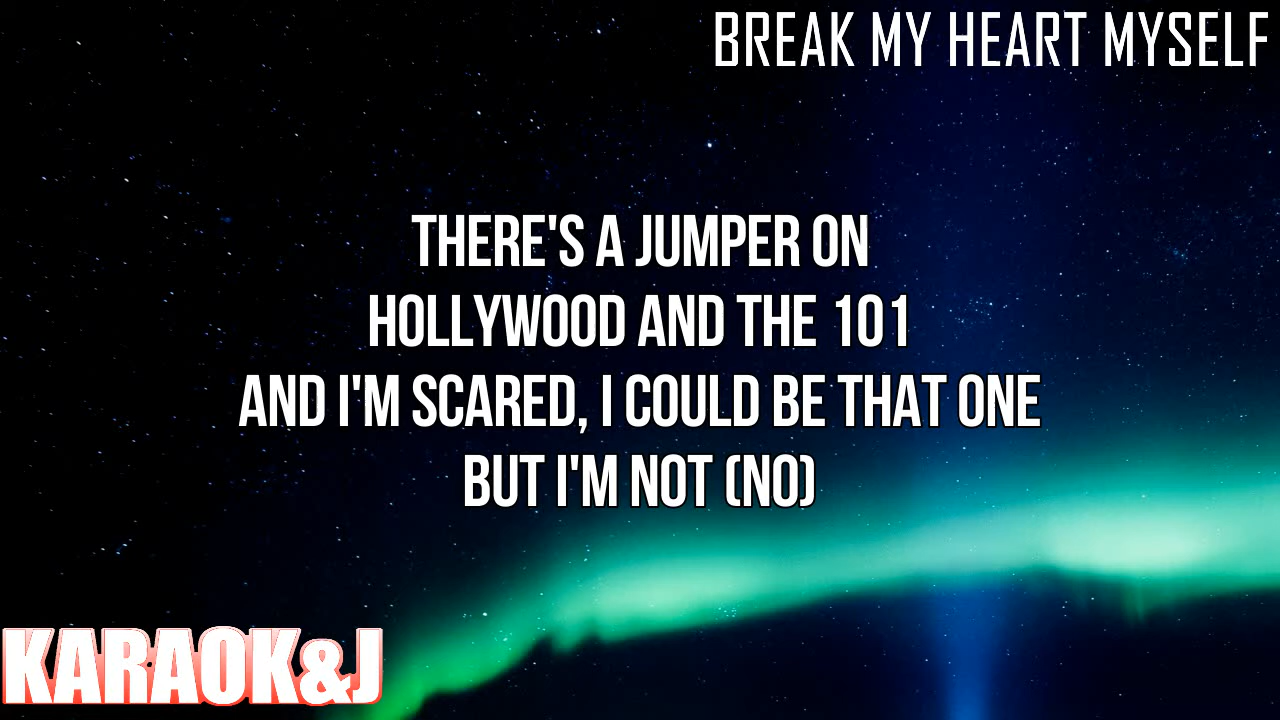 BREAK MY HEART MYSELF
THERE'S A JUMPER ON
HOLLYWOOD AND THE 101
AND I'M SCARED, I COULD BE THAT ONE
BUT I'M NOT (NO)
KARAOK&J